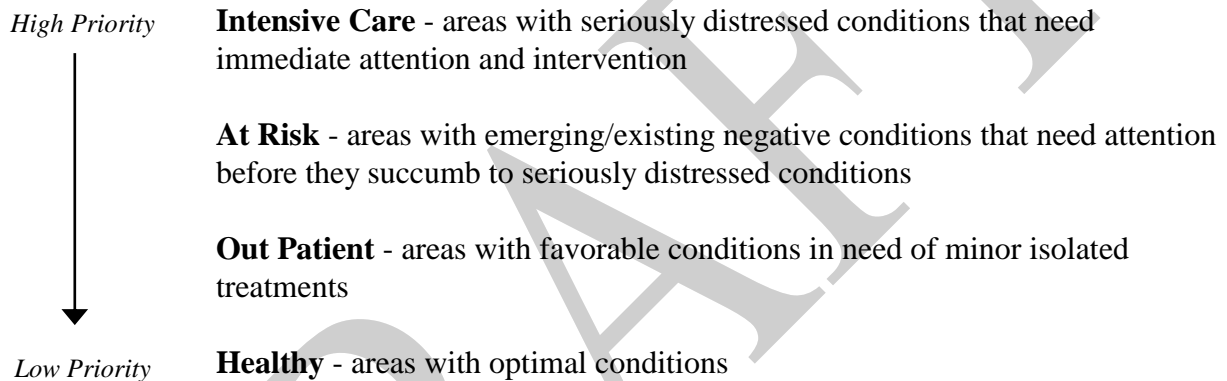 High Priority
Intensive Care - areas with seriously distressed conditions that need
immediate attention and intervention
At Risk - areas with emerging/existing negative conditions that need attention
before they succumb to seriously distressed conditions
Out Patient - areas with favorable conditions in need of minor isolated
treatments
Low Priority
Healthy - areas with optimal conditions